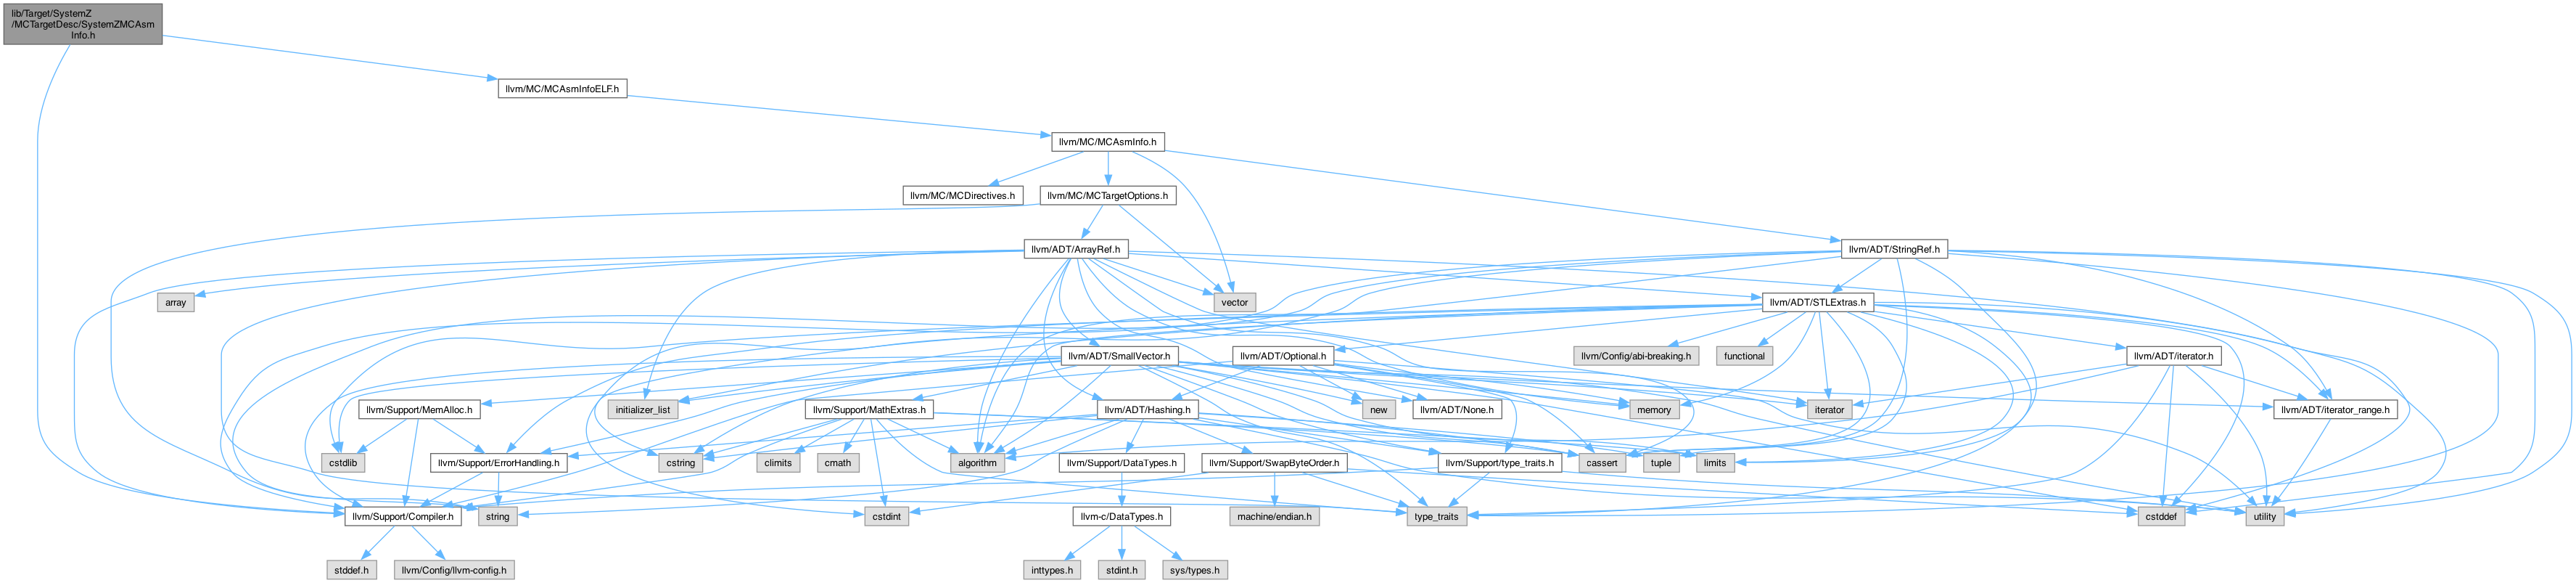 lib/Target/SystemZ
/MCTargetDesc/SystemZMCAsm
Info.h
llvm/MC/MCAsmInfoELF.h
llvm/MC/MCAsmInfo.h
llvm/MC/MCDirectives.h
llvm/MC/MCTargetOptions.h
llvm/ADT/ArrayRef.h
llvm/ADT/StringRef.h
array
vector
llvm/ADT/STLExtras.h
llvm/ADT/SmallVector.h
llvm/ADT/Optional.h
llvm/Config/abi-breaking.h
functional
llvm/ADT/iterator.h
llvm/Support/MemAlloc.h
initializer_list
llvm/Support/MathExtras.h
llvm/ADT/Hashing.h
new
llvm/ADT/None.h
memory
iterator
llvm/ADT/iterator_range.h
cstdlib
llvm/Support/ErrorHandling.h
cstring
climits
cmath
algorithm
llvm/Support/DataTypes.h
llvm/Support/SwapByteOrder.h
llvm/Support/type_traits.h
cassert
tuple
limits
llvm/Support/Compiler.h
string
cstdint
llvm-c/DataTypes.h
machine/endian.h
type_traits
cstddef
utility
stddef.h
llvm/Config/llvm-config.h
inttypes.h
stdint.h
sys/types.h